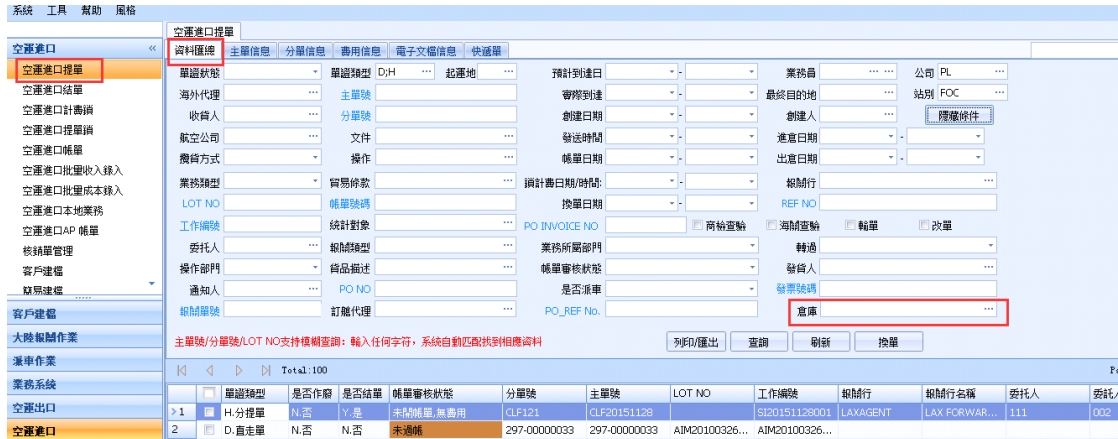 系統 工具 幫助 風格
空運進口 «
空運進口提單
空運進口結單
空運進口計費鎖
空運進口提單鎖
空運進口帳單
空運進口批量收入錄入
空運進口批量成本錄入
空運進口本地業務
空運進口AP 帳單
核銷單管理
客戶建檔
簡易建檔
客戶建檔
大陸報關作業
派車作業
業務系統
空運出口
空運進口
空運進口提單
資料匯總 主單信息 分單信息 費用信息 電子文檔信息 快遞單
單證狀態 單證類型 D;H ... 起運地 ... 預計到達日 - 業務員 ... ... 公司 PL ...
海外代理 ... 主單號 實際到達 - 最終目的地 ... 站別 FOC ...
收貨人 ... 分單號 創建日期 - 創建人 ... 隱藏條件
航空公司 ... 文件 ... 發送時間 - 進倉日期 -
攬貨方式 操作 ... 帳單日期 - 出倉日期 -
業務類型 貿易條款 ... 鎖計費日期/時間: - 報關行 ...
LOT NO 帳單號碼 換單日期 - REF NO
工作編號 統計對象 ... PO INVOICE NO 商檢查驗 海關查驗 輪單 改單
委托人 ... 報關類型 ... 業務所屬部門 轉過
操作部門 貨品描述 ... 帳單審核狀態 發貨人 ...
通知人 ... PO NO 是否派車 發票號碼
報關單號 訂艙代理 ... PO_REF No. 倉庫 ...
主單號/分單號/LOT NO支持模糊查詢: 輸入任何字符, 系統自動匹配找到相應資料 列印/匯出 查詢 刷新 換單
Total:100
單證類型 是否作廢 是否結單 帳單審核狀態 分單號 主單號 LOT NO 工作編號 報關行 報關行名稱 委托人
>1 H.分提單 N.否 Y.是 未開帳單,無費用 CLF121 CLF20151128 SI20151128001 LAXAGENT LAX FORWAR... 111 002
2 D.直走單 N.否 N.否 未過帳 297-00000033 297-00000033 AIM20100326... AIM20100326...